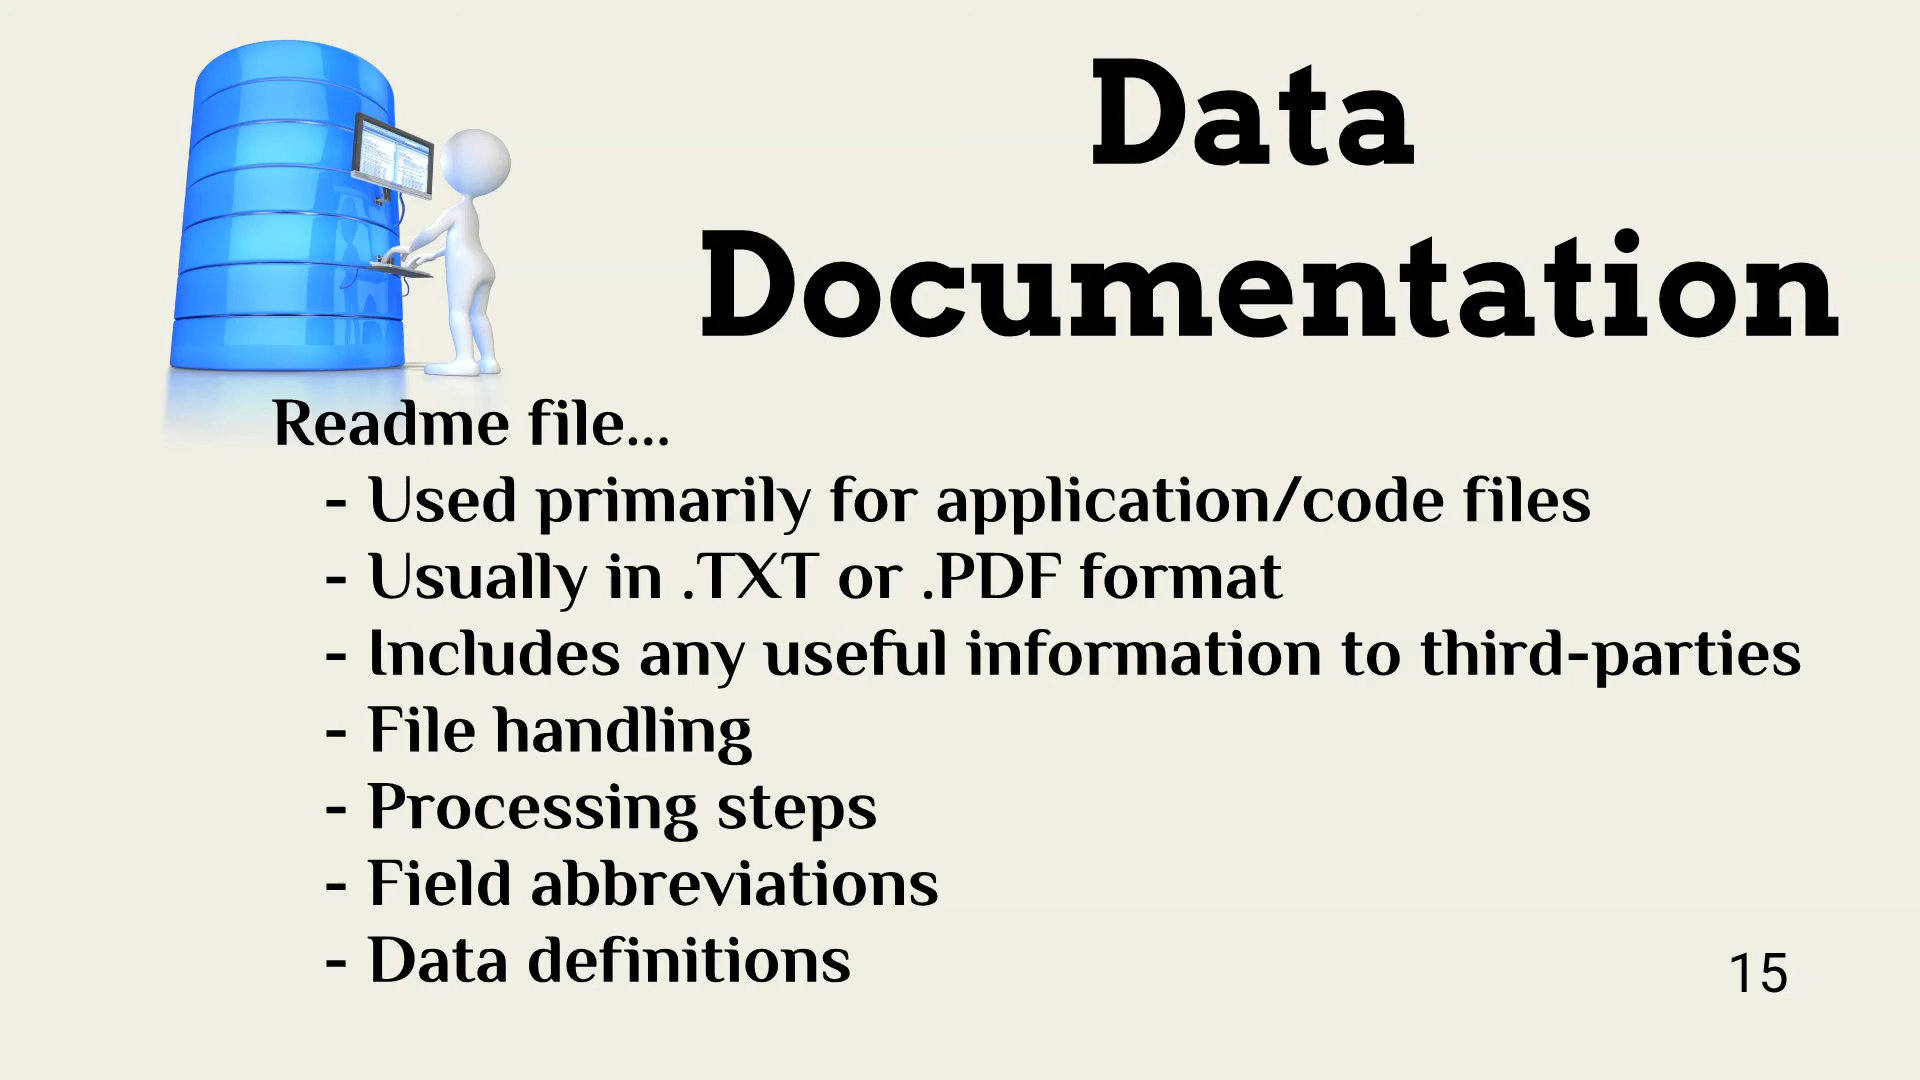 Data
Documentation
Readme file...
- Used primarily for application/code files
- Usually in .TXT or .PDF format
- Includes any useful information to third-parties
- File handling
- Processing steps
- Field abbreviations
- Data definitions
15